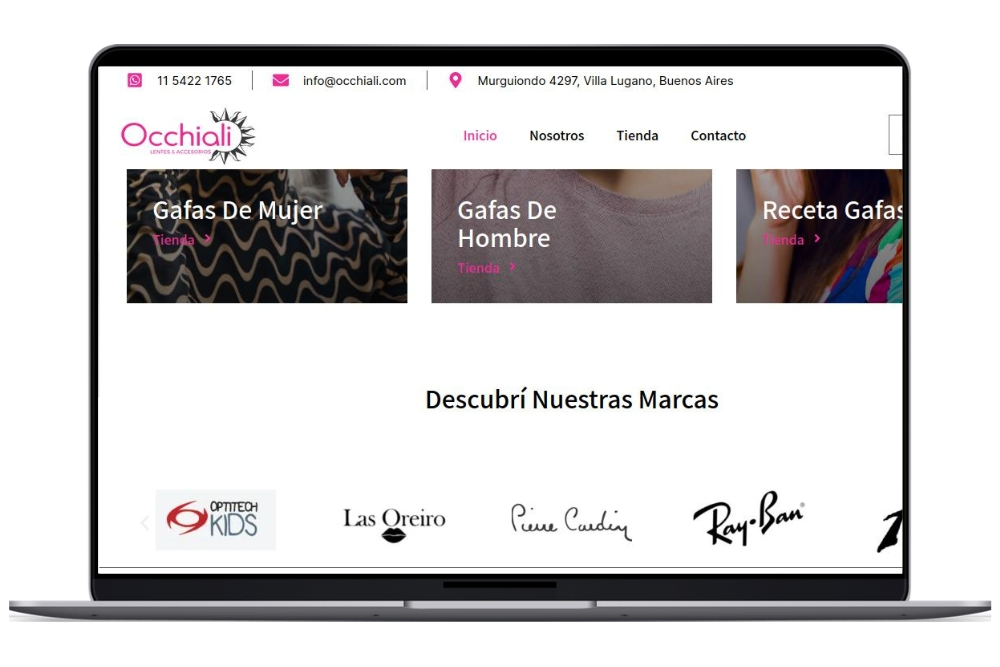 11 5422 1765
info@occhiali.com
Murguiondo 4297, Villa Lugano, Buenos Aires
Occhiali
LENTES & ACCESORIOS
Inicio
Nosotros
Tienda
Contacto
Gafas De Mujer
Tienda
Gafas De
Hombre
Tienda
Receta Gafas
Tienda
Descubrí Nuestras Marcas
OPTITECH
KIDS
Las Oreiro
Pierre Cardin
Ray-Ban